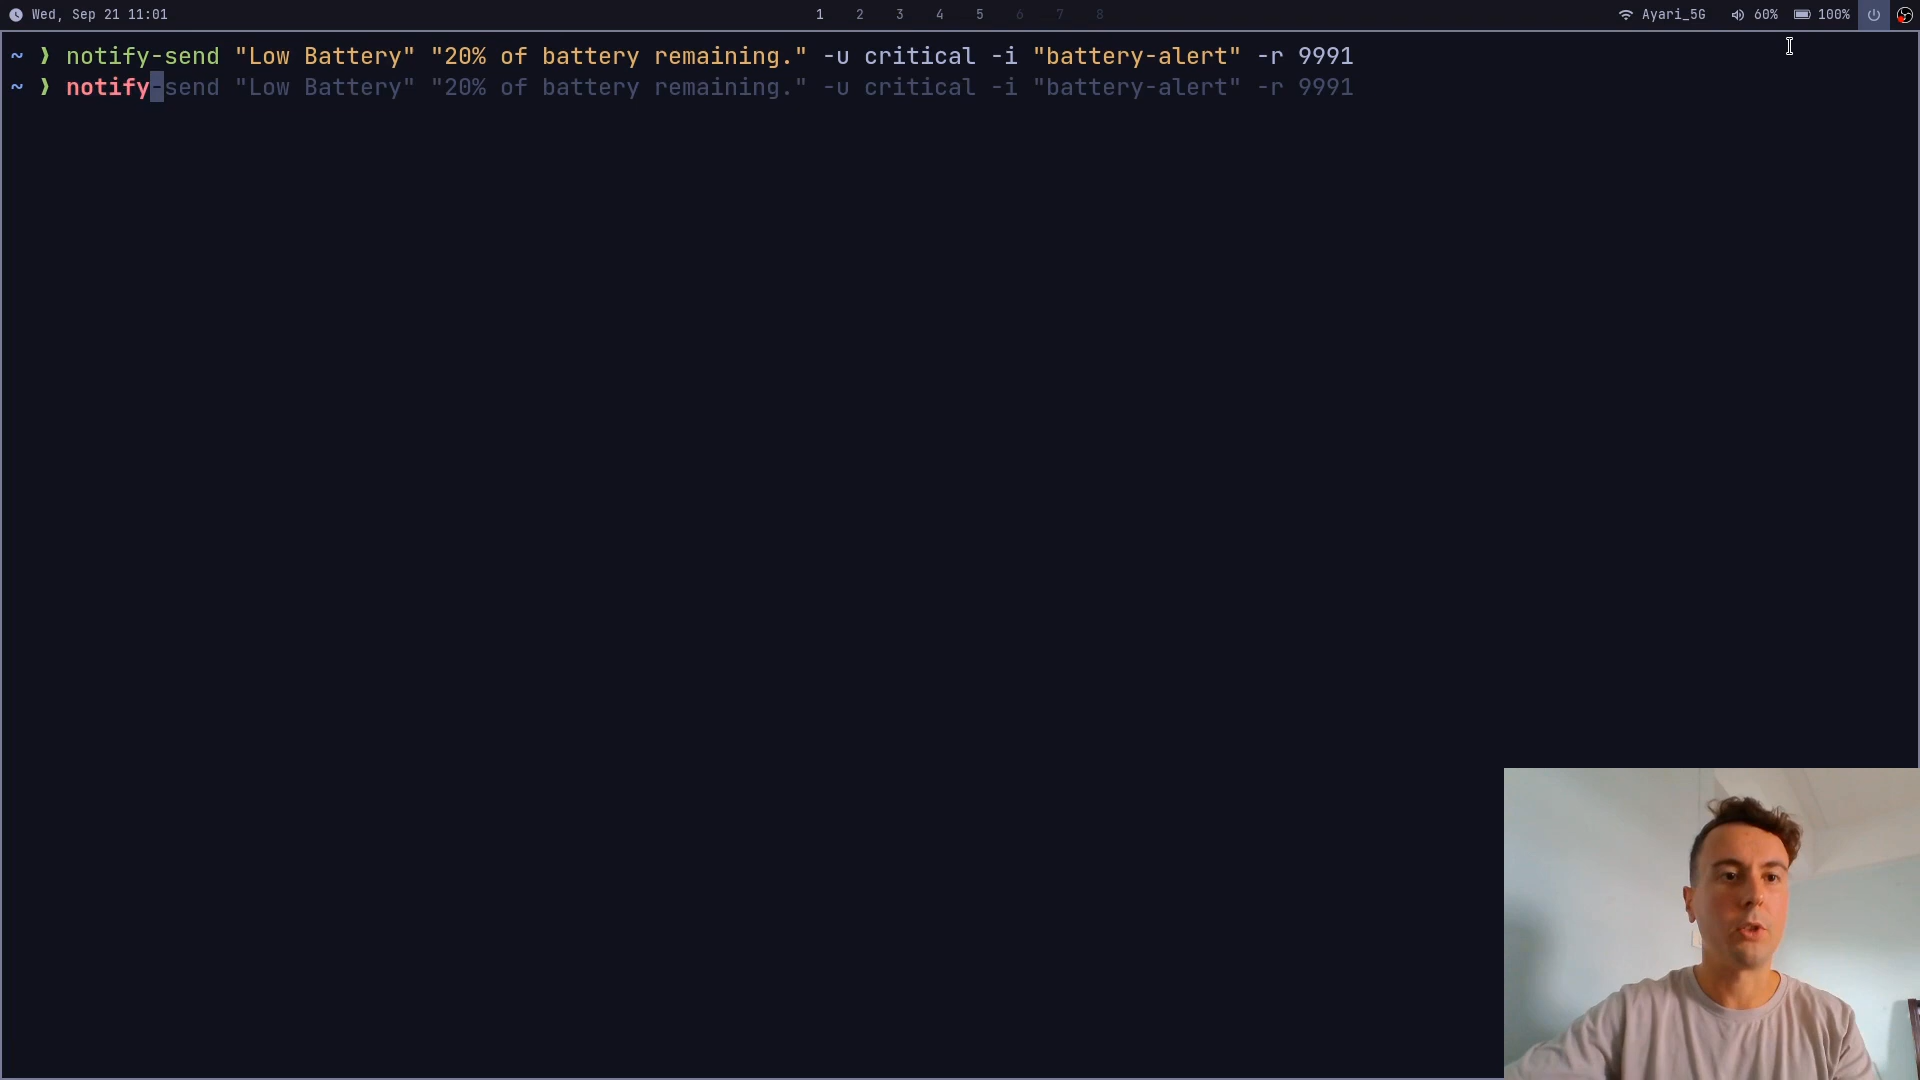 Wed, Sep 21 11:01 1 2 3 4 5 6 7 8 Ayari_5G 60% 100%
~ ❯ notify-send "Low Battery" "20% of battery remaining." -u critical -i "battery-alert" -r 9991
~ ❯ notify-send "Low Battery" "20% of battery remaining." -u critical -i "battery-alert" -r 9991